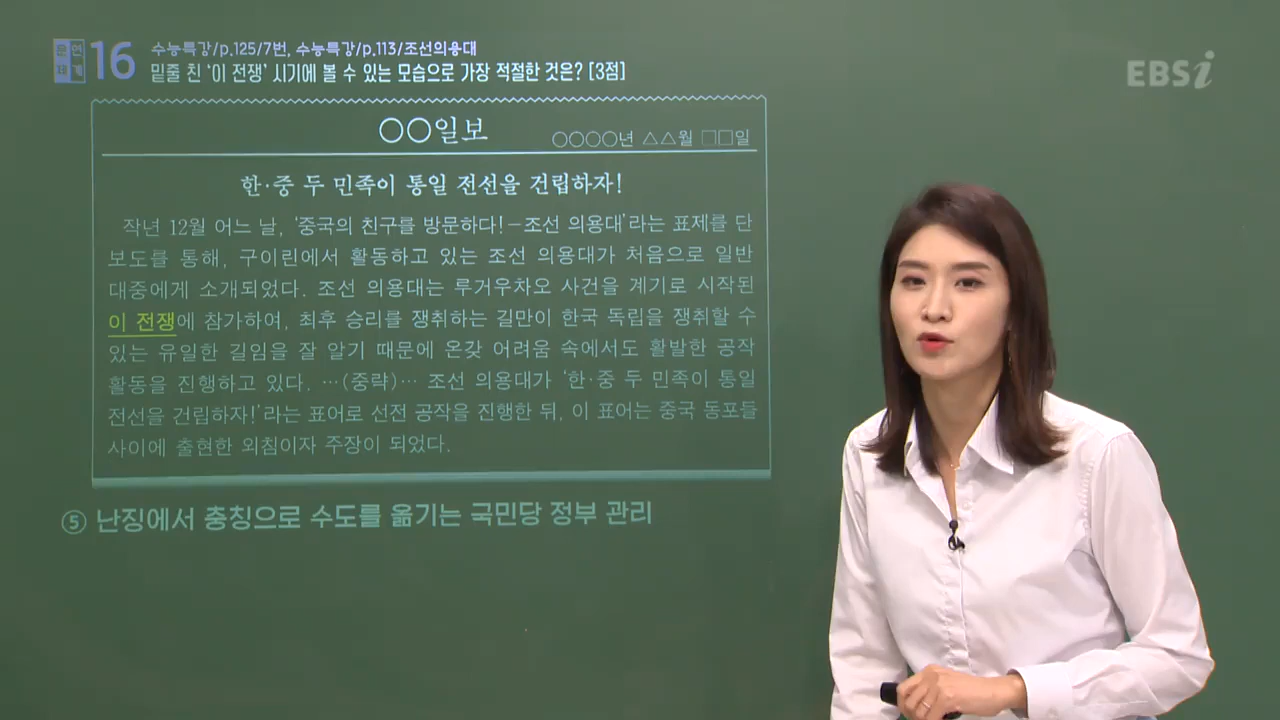 문제
연계
16
수능특강/p.125/7번, 수능특강/p.113/조선의용대
밑줄 친 '이 전쟁' 시기에 볼 수 있는 모습으로 가장 적절한 것은? [3점]
EBSi
○○일보
○○○○년 △△월 □□일
한·중 두 민족이 통일 전선을 건립하자!
작년 12월 어느 날, '중국의 친구를 방문하다! – 조선 의용대'라는 표제를 단
보도를 통해, 구이린에서 활동하고 있는 조선 의용대가 처음으로 일반
대중에게 소개되었다. 조선 의용대는 루거우차오 사건을 계기로 시작된
이 전쟁에 참가하여, 최후 승리를 쟁취하는 길만이 한국 독립을 쟁취할 수
있는 유일한 길임을 잘 알기 때문에 온갖 어려움 속에서도 활발한 공작
활동을 진행하고 있다. …(중략)… 조선 의용대가 '한·중 두 민족이 통일
전선을 건립하자!'라는 표어로 선전 공작을 진행한 뒤, 이 표어는 중국 동포들
사이에 출현한 외침이자 주장이 되었다.
⑤ 난징에서 충칭으로 수도를 옮기는 국민당 정부 관리